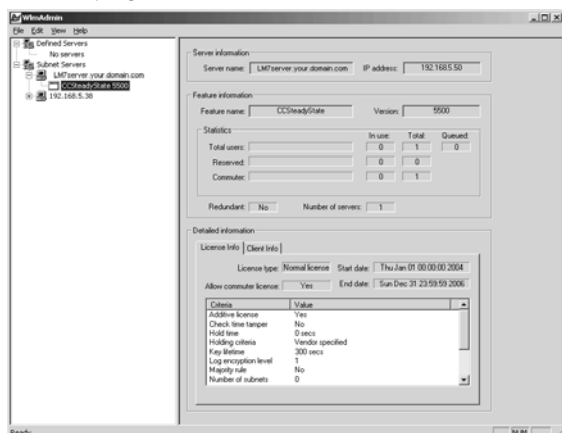 WlmAdmin
File Edit View Help
Defined Servers
No servers
Subnet Servers
LM7server.your.domain.com
CCSteadyState 5500
192.168.5.38
Server information
Server name: LM7server.your.domain.com IP address: 192.168.5.50
Feature information
Feature name: CCSteadyState Version: 5500
Statistics
In use: Total: Queued:
Total users: 0 1 0
Reserved: 0 0
Commuter: 0 1
Redundant: No Number of servers: 1
Detailed information
License Info Client Info
License type: Normal license Start date: Thu Jan 01 00:00:00 2004
Allow commuter license: Yes End date: Sun Dec 31 23:59:59 2006
Criteria Value
Additive license Yes
Check time tamper No
Hold time 0 secs
Holding criteria Vendor specified
Key lifetime 300 secs
Log encryption level 1
Majority rule No
Number of subnets 0
Ready NUM